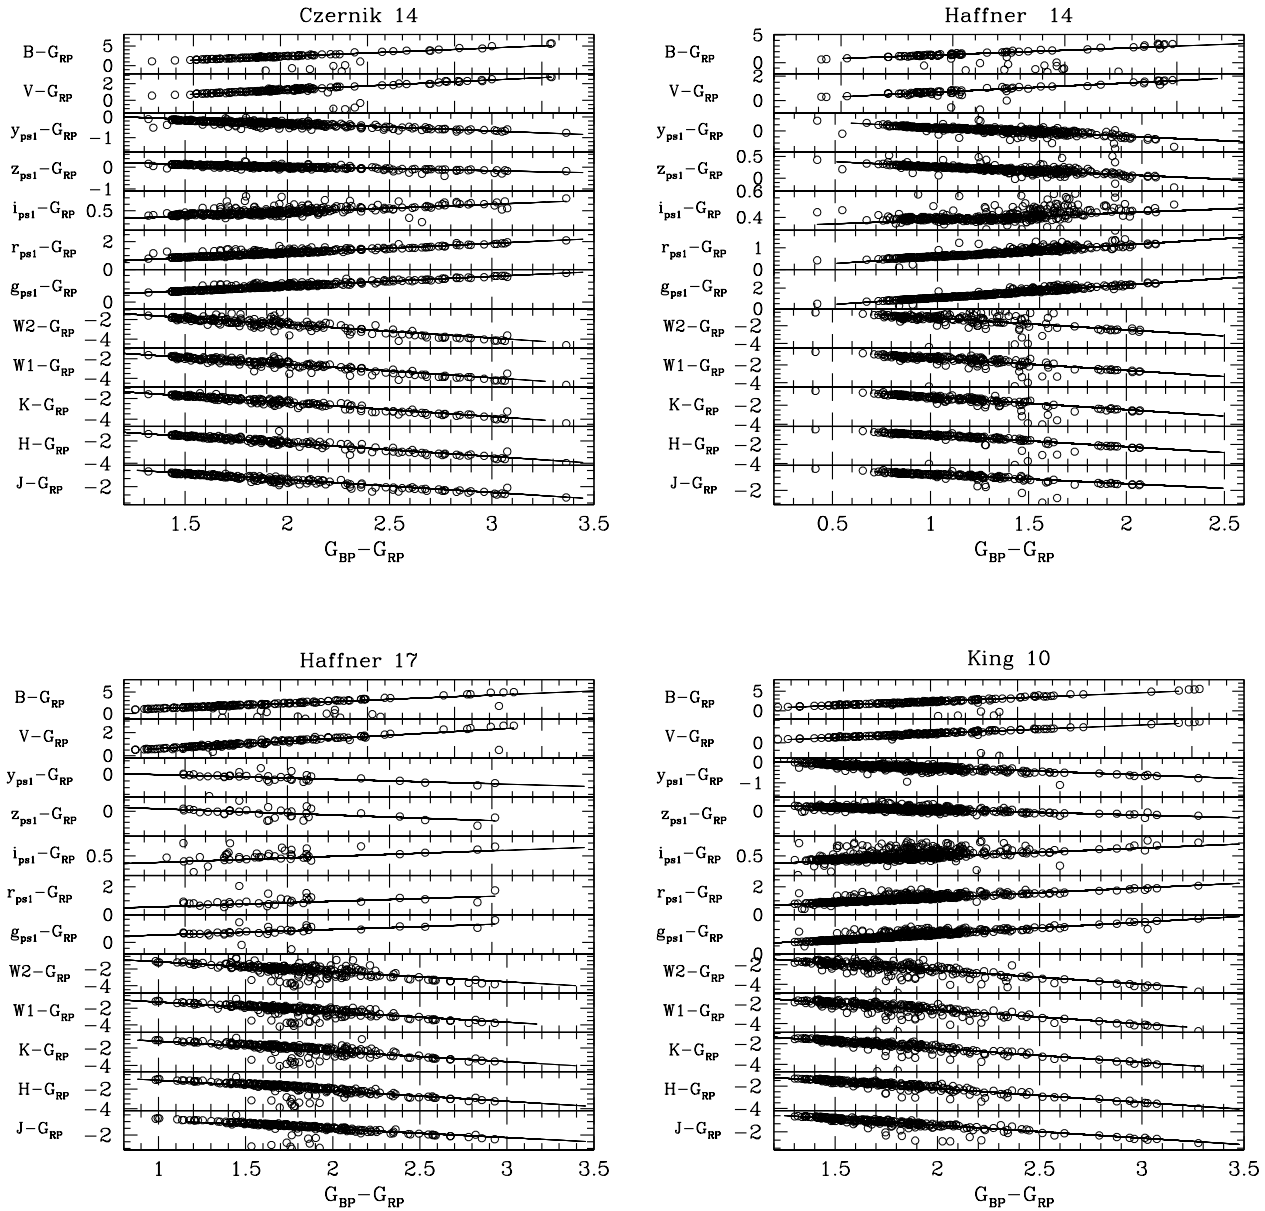 Czernik 14
B−G_RP 5 0
V−G_RP 2 0
y_ps1−G_RP 0 −1
z_ps1−G_RP 0 −1
i_ps1−G_RP 0.5
r_ps1−G_RP 2 0
g_ps1−G_RP 0
W2−G_RP −2 −4
W1−G_RP −2 −4
K−G_RP −2 −4
H−G_RP −2 −4
J−G_RP −2
1.5 2 2.5 3 3.5
G_BP−G_RP
Haffner 14
B−G_RP 5 0
V−G_RP 2 0
y_ps1−G_RP 0
z_ps1−G_RP 0.5 0
i_ps1−G_RP 0.6 0.4
r_ps1−G_RP 1 0
g_ps1−G_RP 2 0
W2−G_RP −2 −4
W1−G_RP −2 −4
K−G_RP −2 −4
H−G_RP −2 −4
J−G_RP −2
0.5 1 1.5 2 2.5
G_BP−G_RP
Haffner 17
B−G_RP 5 0
V−G_RP 2 0
y_ps1−G_RP 0
z_ps1−G_RP 0
i_ps1−G_RP 0.5
r_ps1−G_RP 2 0
g_ps1−G_RP 0
W2−G_RP −2 −4
W1−G_RP −2 −4
K−G_RP −2 −4
H−G_RP −2 −4
J−G_RP −2
1 1.5 2 2.5 3 3.5
G_BP−G_RP
King 10
B−G_RP 5 0
V−G_RP 0
y_ps1−G_RP 0 −1
z_ps1−G_RP 0
i_ps1−G_RP 0.5
r_ps1−G_RP 2 0
g_ps1−G_RP 0
W2−G_RP −2 −4
W1−G_RP −2 −4
K−G_RP −2 −4
H−G_RP −2 −4
J−G_RP −2
1.5 2 2.5 3 3.5
G_BP−G_RP